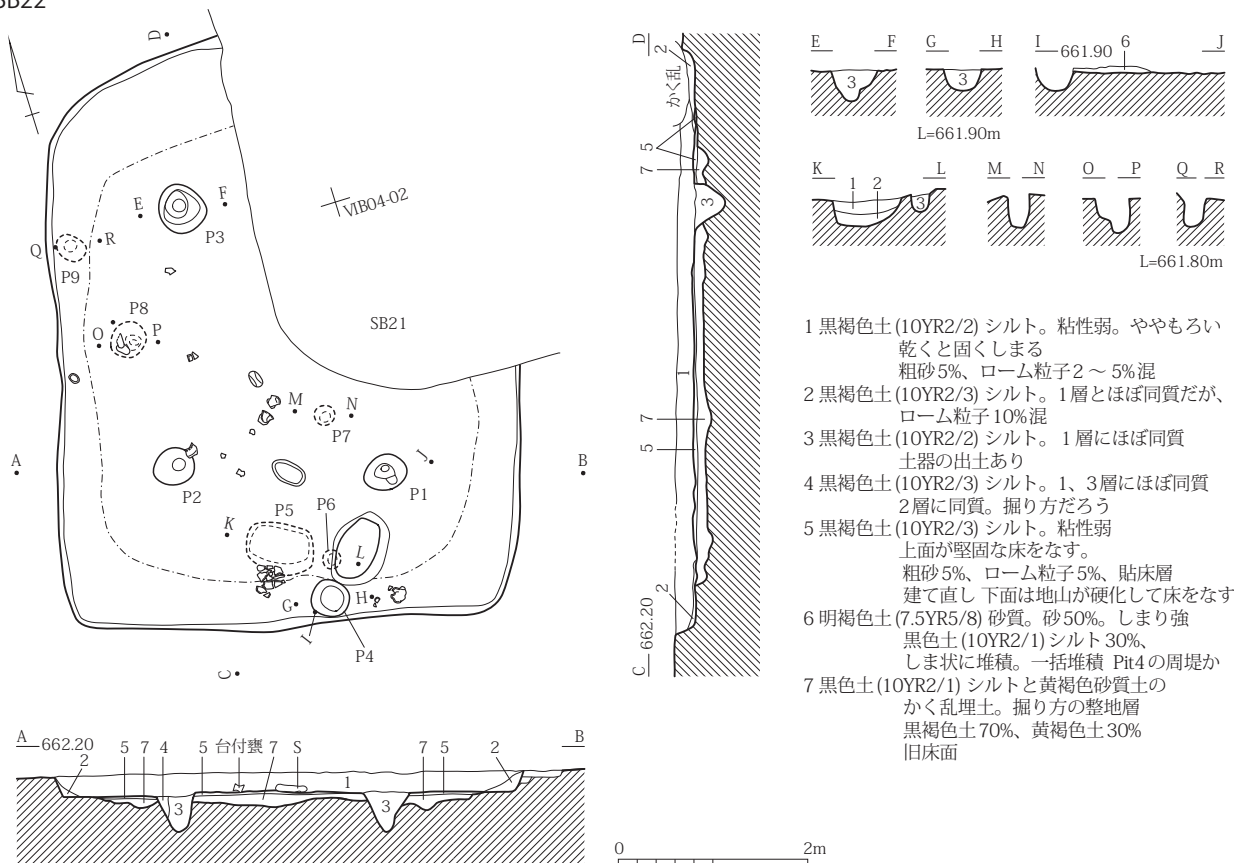 SB22
D
E
F
P3
Q
R
P9
P8
O
P
M
N
P7
A
B
P2
J
P1
K
P5
P6
L
G
H
I
P4
C
VIB04-02
SB21
A 662.20
5 7 4 5 台付甕 7 S 7 5 2
B
2
3
1
3
2
D
2
かく乱
5
7
3
1
7
5
2
C 662.20
0 2m
E F G H I 661.90 6 J
3 3
L=661.90m
K L M N O P Q R
1 2 3
L=661.80m
1 黒褐色土(10YR2/2) シルト。粘性弱。ややもろい
乾くと固くしまる
粗砂5%、ローム粒子2～5%混
2 黒褐色土(10YR2/3) シルト。1層とほぼ同質だが、
ローム粒子10%混
3 黒褐色土(10YR2/2) シルト。1層にほぼ同質
土器の出土あり
4 黒褐色土(10YR2/3) シルト。1、3層にほぼ同質
2層に同質。掘り方だろう
5 黒褐色土(10YR2/3) シルト。粘性弱
上面が堅固な床をなす。
粗砂5%、ローム粒子5%、貼床層
建て直し 下面は地山が硬化して床をなす
6 明褐色土(7.5YR5/8) 砂質。砂50%。しまり強
黒色土(10YR2/1)シルト30%、
しま状に堆積。一括堆積 Pit4の周堤か
7 黒色土(10YR2/1) シルトと黄褐色砂質土の
かく乱埋土。掘り方の整地層
黒褐色土70%、黄褐色土30%
旧床面